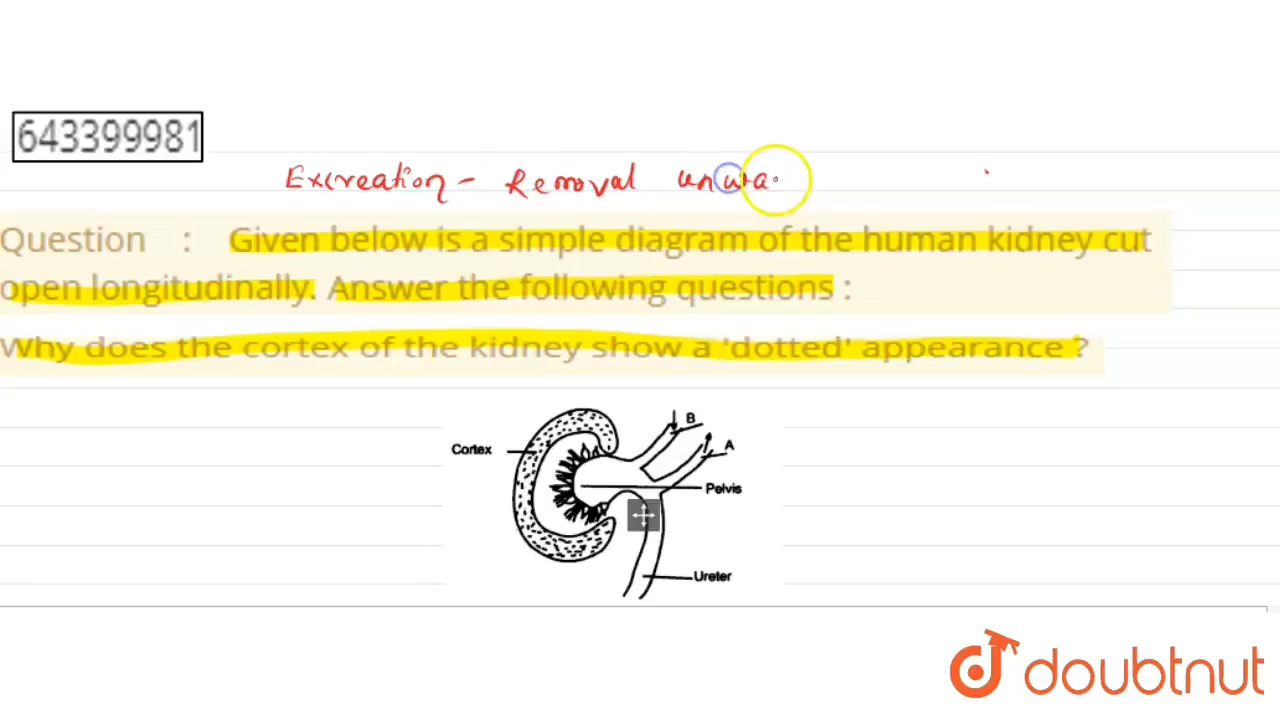 643399981
Excreation - Removal unwa
Question : Given below is a simple diagram of the human kidney cut
open longitudinally. Answer the following questions :
Why does the cortex of the kidney show a 'dotted' appearance ?
B
Cortex
A
Pelvis
Ureter
doubtnut